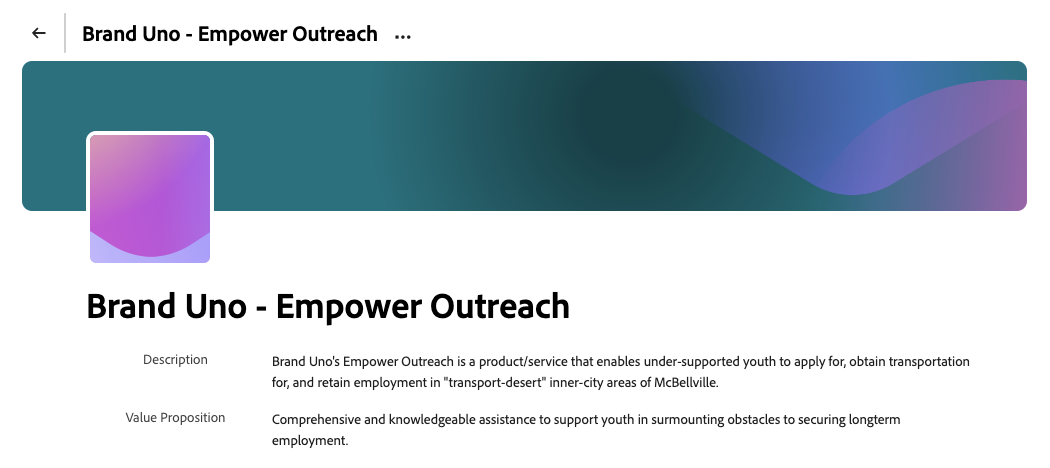 Brand Uno - Empower Outreach ...
Brand Uno - Empower Outreach
Description
Brand Uno's Empower Outreach is a product/service that enables under-supported youth to apply for, obtain transportation
for, and retain employment in "transport-desert" inner-city areas of McBellville.
Value Proposition
Comprehensive and knowledgeable assistance to support youth in surmounting obstacles to securing longterm
employment.